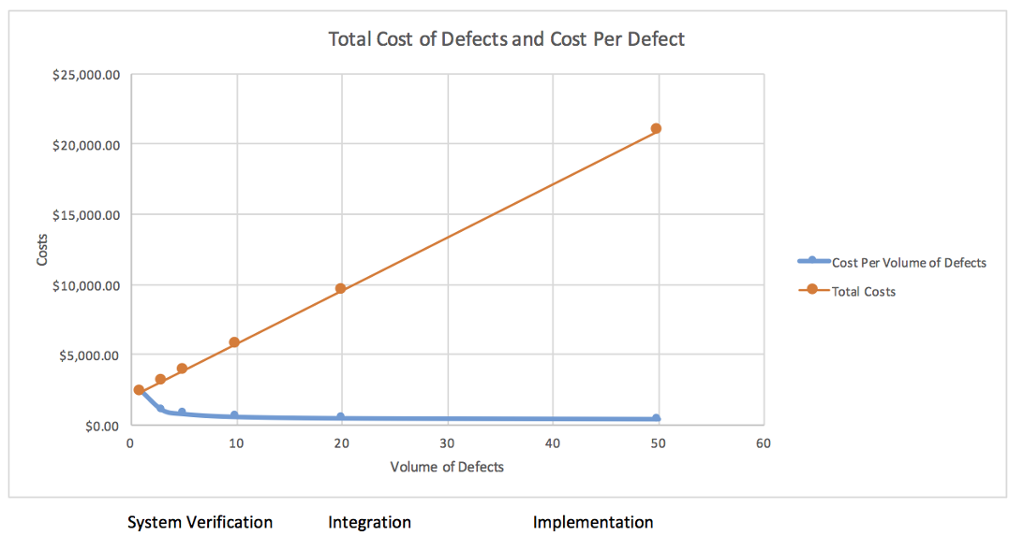 Total Cost of Defects and Cost Per Defect
$25,000.00
$20,000.00
$15,000.00
$10,000.00
$5,000.00
$0.00
Costs
0 10 20 30 40 50 60
Volume of Defects
Cost Per Volume of Defects
Total Costs
System Verification Integration Implementation